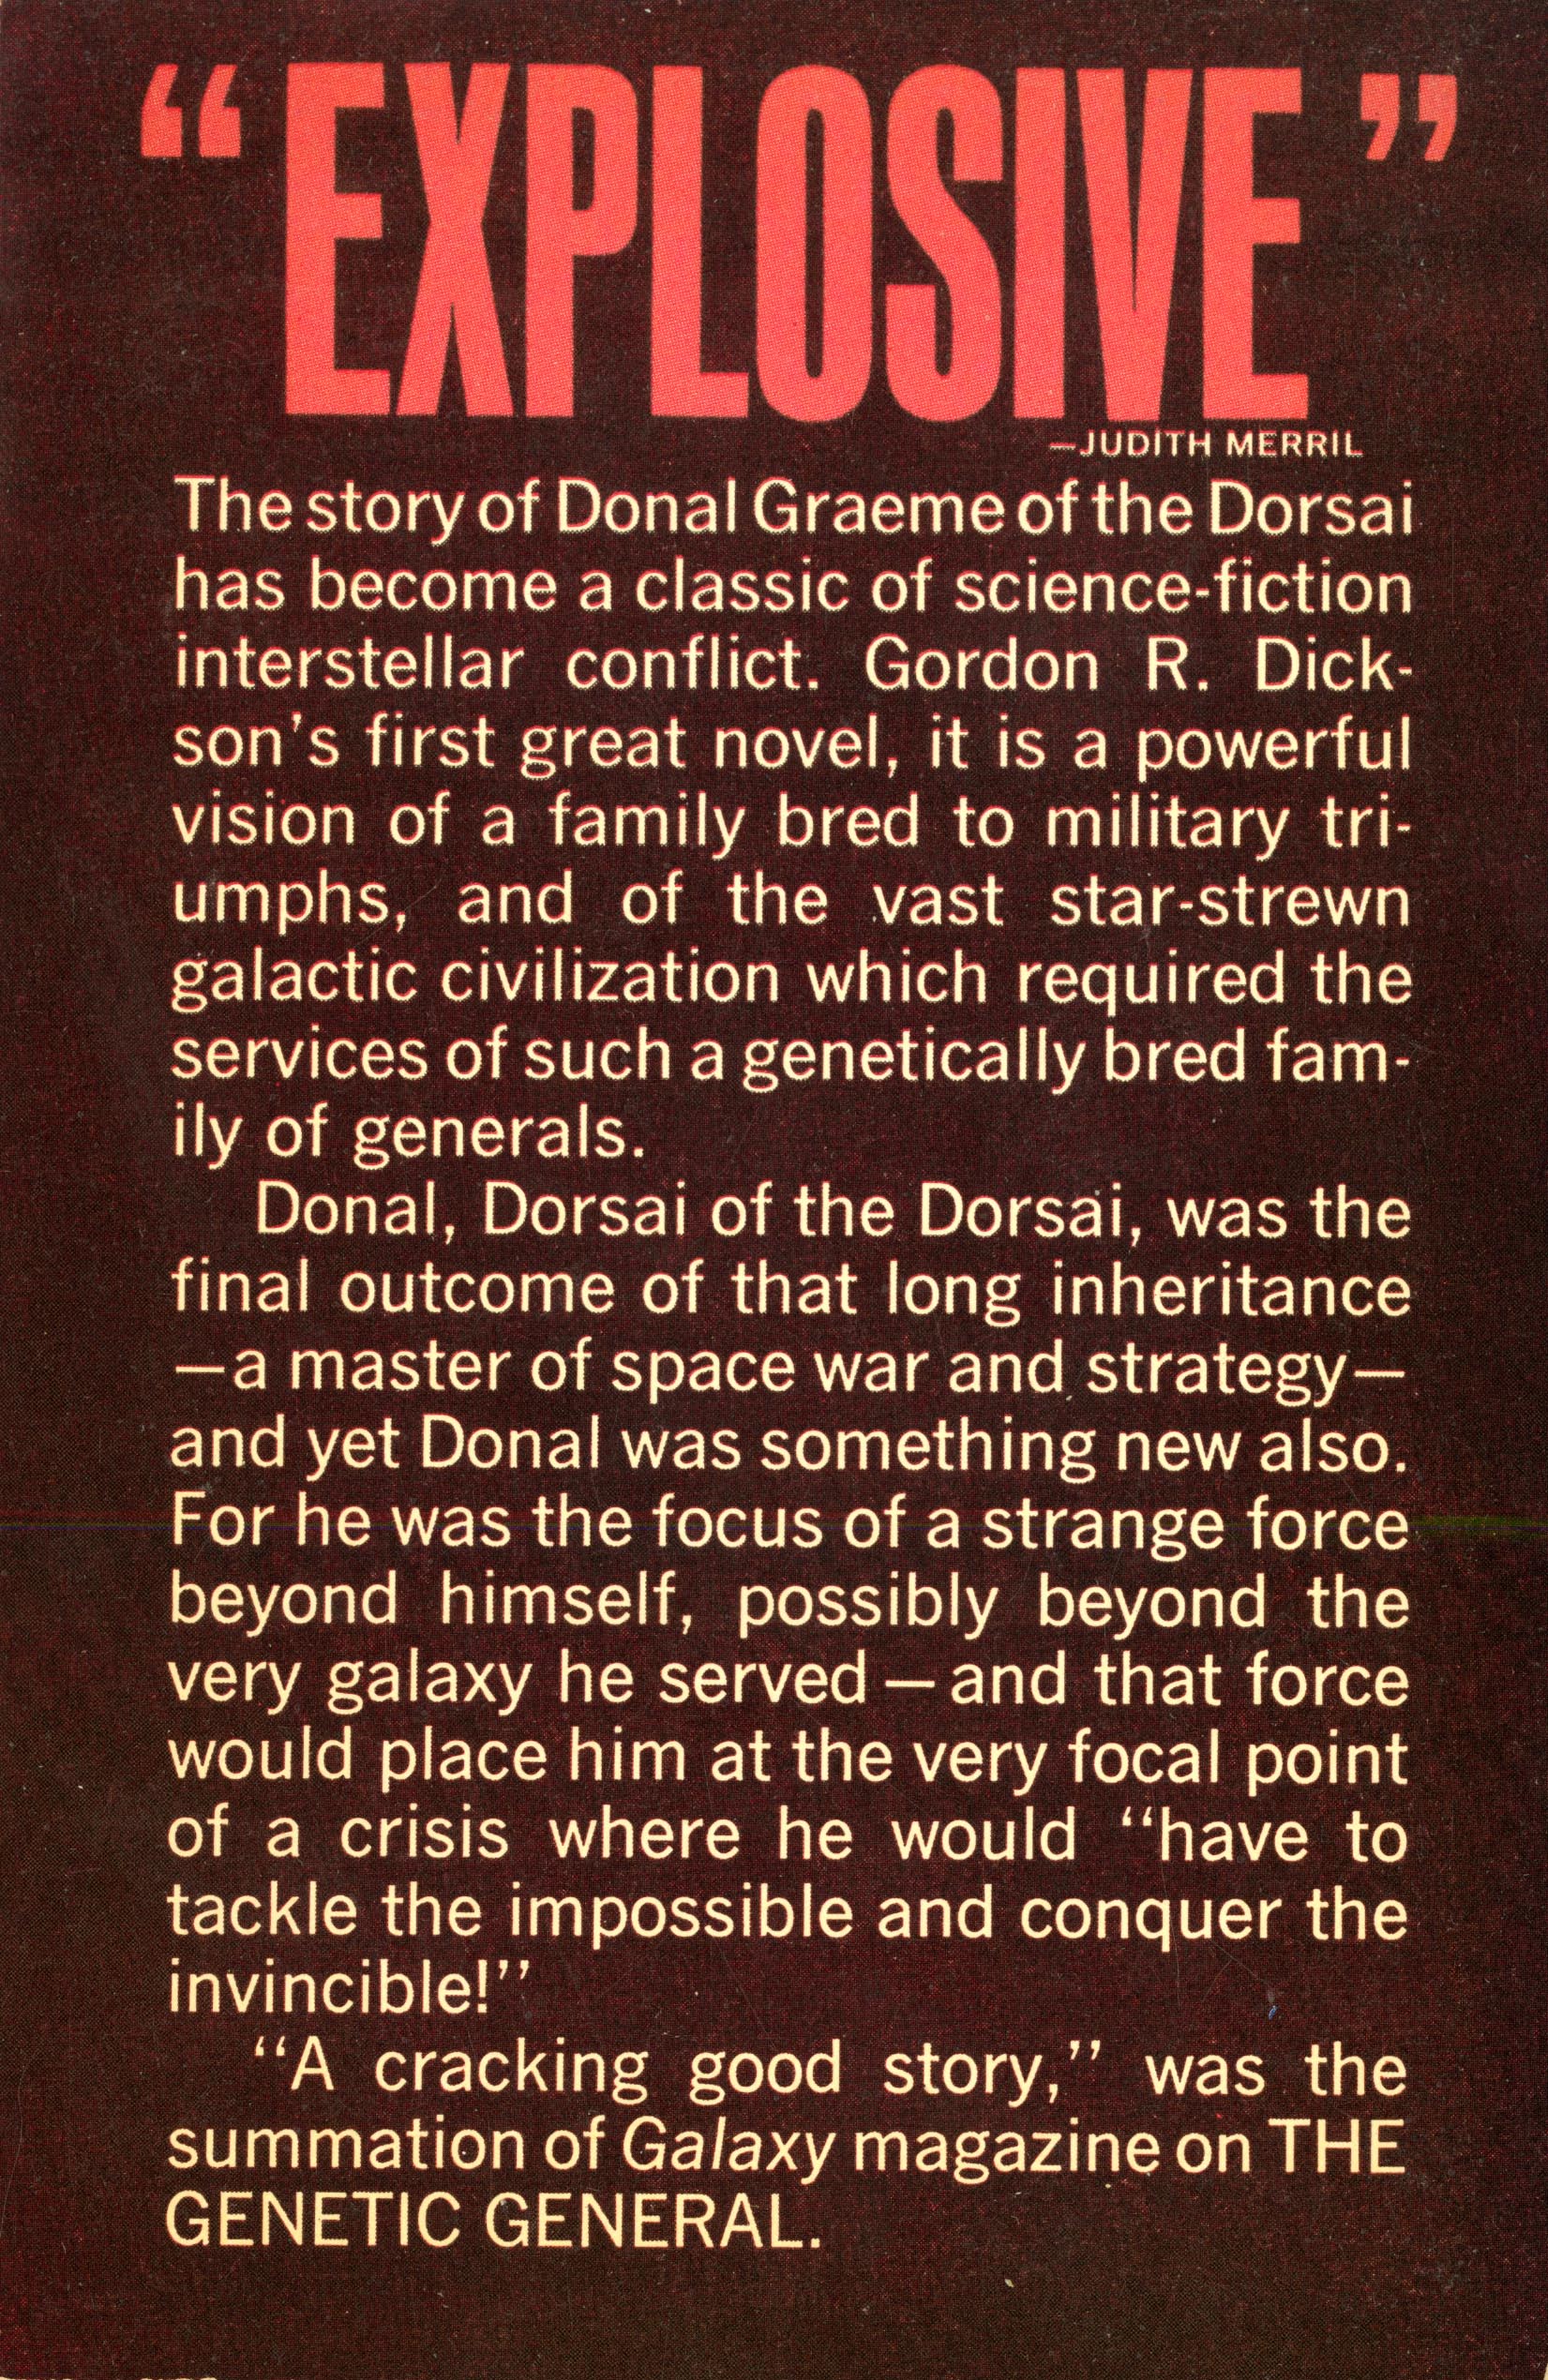 “EXPLOSIVE”
—JUDITH MERRIL
The story of Donal Graeme of the Dorsai
has become a classic of science-fiction
interstellar conflict. Gordon R. Dick-
son's first great novel, it is a powerful
vision of a family bred to military tri-
umphs, and of the vast star-strewn
galactic civilization which required the
services of such a genetically bred fam-
ily of generals.
Donal, Dorsai of the Dorsai, was the
final outcome of that long inheritance
—a master of space war and strategy—
and yet Donal was something new also.
For he was the focus of a strange force
beyond himself, possibly beyond the
very galaxy he served — and that force
would place him at the very focal point
of a crisis where he would “have to
tackle the impossible and conquer the
invincible!”
“A cracking good story,” was the
summation of Galaxy magazine on THE
GENETIC GENERAL.